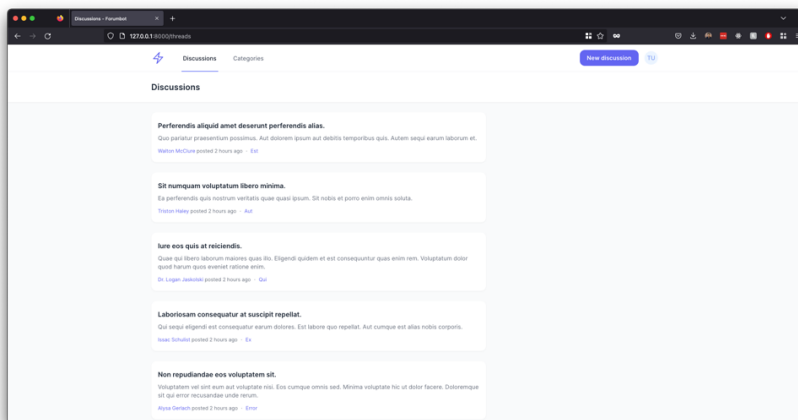 Discussions - Forumbot
127.0.0.1:8000/threads
Discussions
Categories
New discussion
TU
Discussions
Perferendis aliquid amet deserunt perferendis alias.
Quo pariatur praesentium possimus. Aut dolorem ipsum aut debitis temporibus quis. Autem sequi earum laborum et.
Walton McClure posted 2 hours ago · Est
Sit numquam voluptatum libero minima.
Ea perferendis quis nostrum veritatis quae quasi ipsum. Sit nobis et porro enim omnis soluta.
Triston Haley posted 2 hours ago · Aut
Iure eos quis at reiciendis.
Quae qui libero laborum maiores quas illo. Eligendi quidem et est consequuntur quas enim rem. Voluptatum dolor
quod harum quos eveniet ratione enim.
Dr. Logan Jaskolski posted 2 hours ago · Qui
Laboriosam consequatur at suscipit repellat.
Qui sequi eligendi est consequatur earum dolores. Est labore quo repellat. Aut cumque est alias nobis corporis.
Isaac Schulist posted 2 hours ago · Ex
Non repudiandae eos voluptatem sit.
Voluptatem vel sint eum aut voluptate nisi. Eos cumque omnis sed. Minima voluptate hic ut dolor facere. Doloremque
sit qui error recusandae unde rerum.
Alysa Gerlach posted 2 hours ago · Error